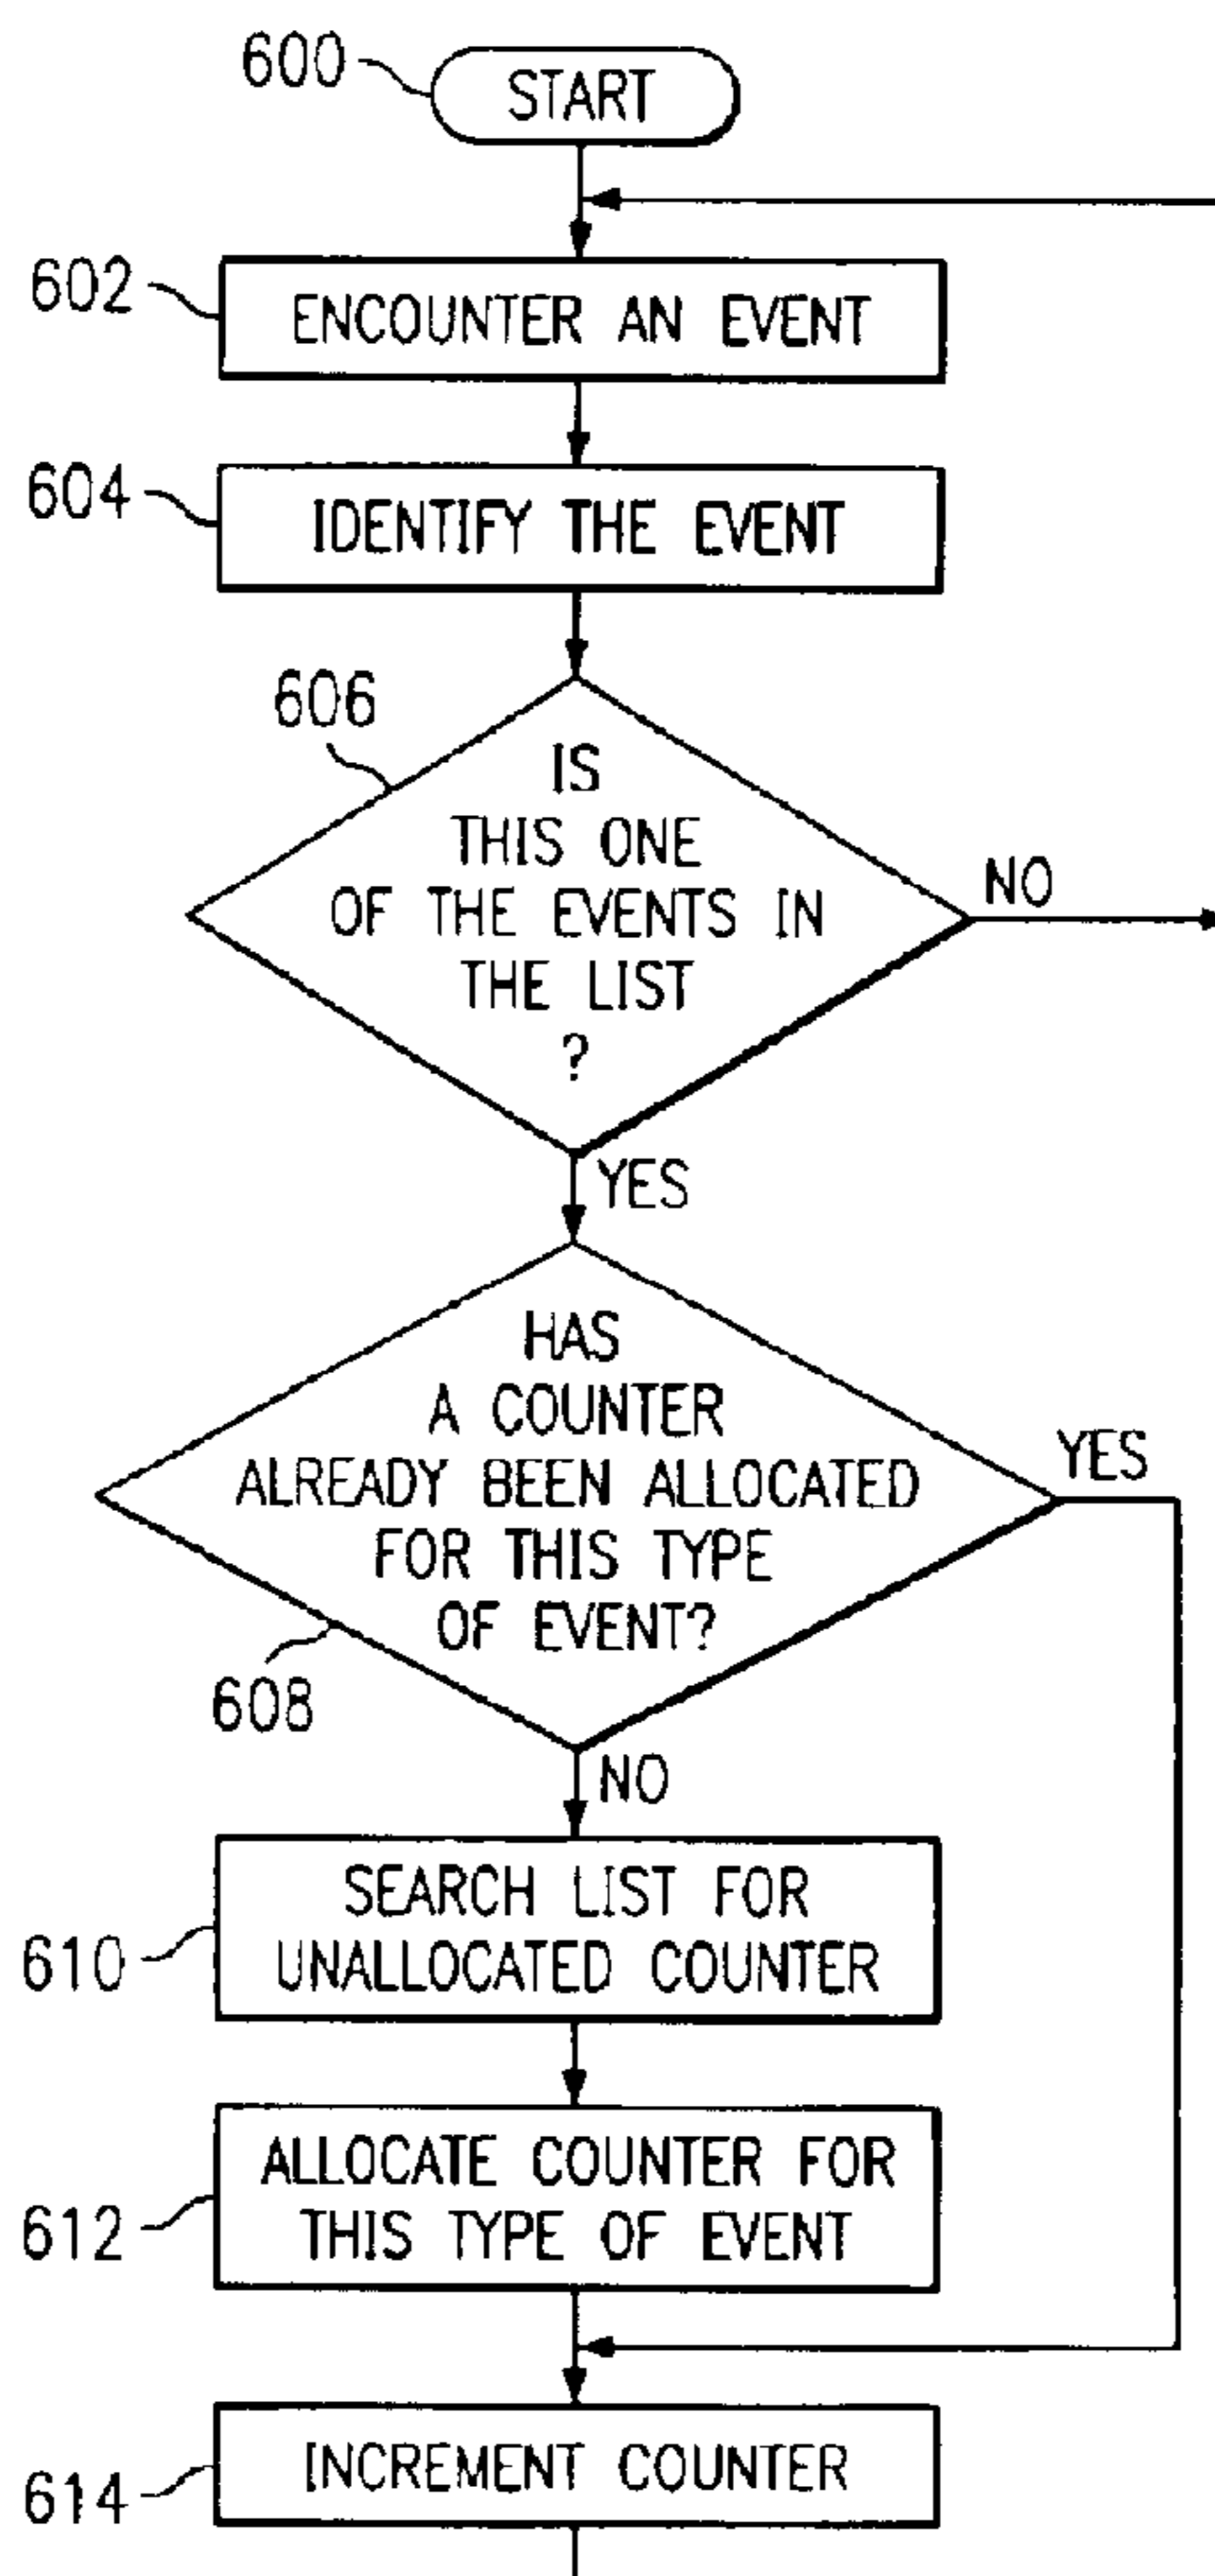 600
START
602
ENCOUNTER AN EVENT
604
IDENTIFY THE EVENT
606
IS
THIS ONE
OF THE EVENTS IN
THE LIST
?
NO
YES
HAS
A COUNTER
ALREADY BEEN ALLOCATED
FOR THIS TYPE
OF EVENT?
YES
608
NO
SEARCH LIST FOR
UNALLOCATED COUNTER
610
ALLOCATE COUNTER FOR
THIS TYPE OF EVENT
612
INCREMENT COUNTER
614